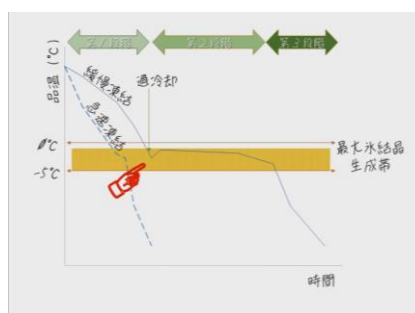 第1段階
第2段階
第3段階
品温(℃)
緩慢凍結
急速凍結
過冷却
0℃
-5℃
最大氷結晶
生成帯
時間